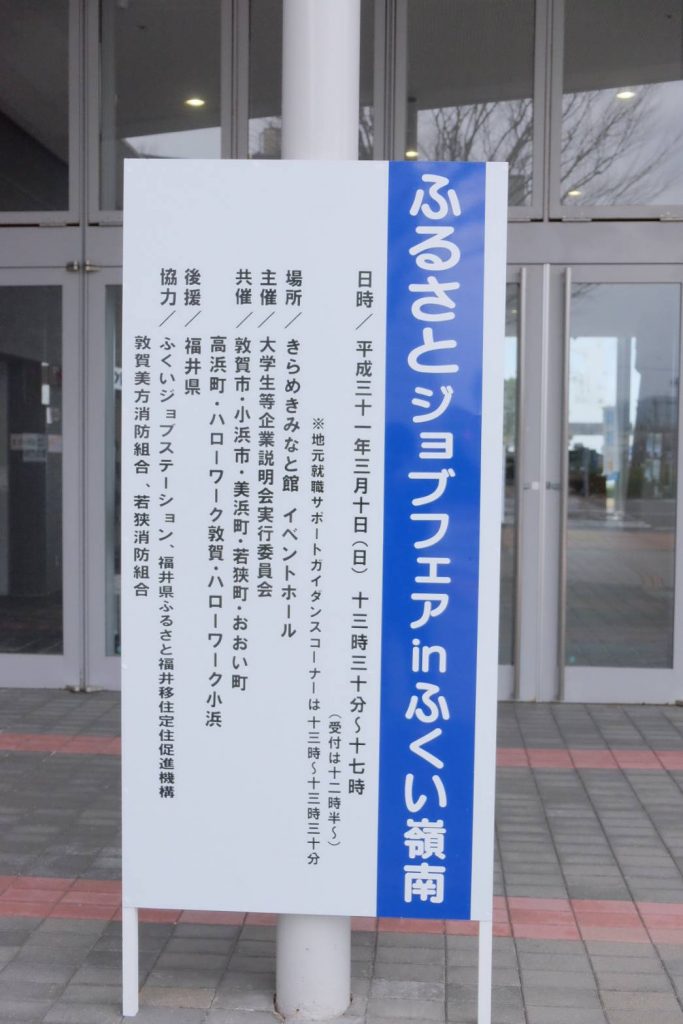 ふるさとジョブフェアinふくい嶺南
日時／平成三十一年三月十日(日) 十三時三十分〜十七時
(受付は十二時半〜)
※地元就職サポートガイダンスコーナーは十三時〜十三時三十分
場所／きらめきみなと館 イベントホール
主催／大学生等企業説明会実行委員会
共催／敦賀市・小浜市・美浜町・若狭町・おおい町
高浜町・ハローワーク敦賀・ハローワーク小浜
後援／福井県
協力／ふくいジョブステーション、福井県ふるさと福井移住定住促進機構
敦賀美方消防組合、若狭消防組合